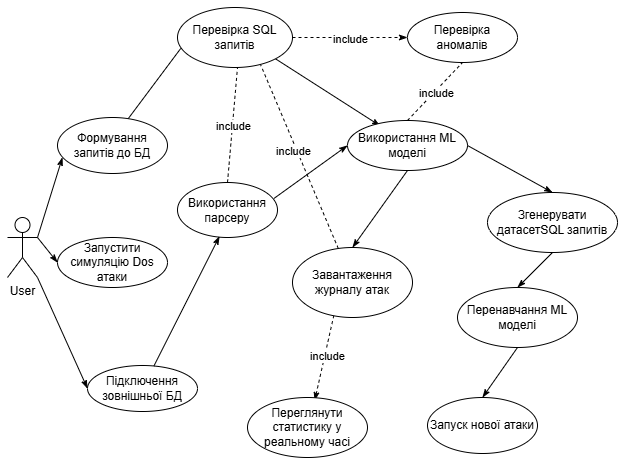 Перевірка SQL
запитів
include
Перевірка
аномалів
include
Формування
запитів до БД
include
include
Використання ML
моделі
Використання
парсеру
Згенерувати
датасетSQL запитів
User
Запустити
симуляцію Dos
атаки
Завантаження
журналу атак
Перенавчання ML
моделі
include
Підключення
зовнішньої БД
Переглянути
статистику у
реальному часі
Запуск нової атаки